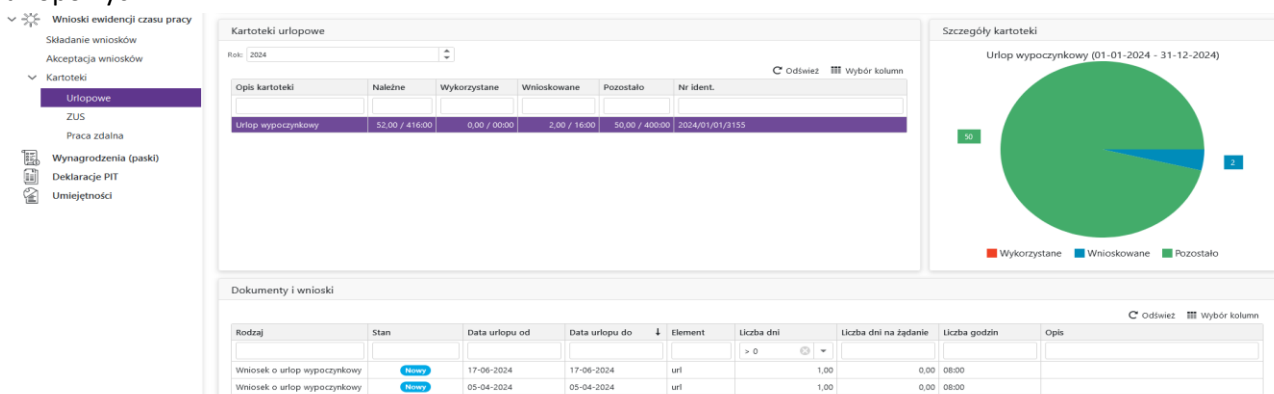 Wnioski ewidencji czasu pracy
Składanie wniosków
Akceptacja wniosków
Kartoteki
Urlopowe
ZUS
Praca zdalna
Wynagrodzenia (paski)
Deklaracje PIT
Umiejętności
Kartoteki urlopowe
Rok: 2024
Odśwież Wybór kolumn
Opis kartoteki Należne Wykorzystane Wnioskowane Pozostało Nr ident.
Urlop wypoczynkowy 52,00 / 416:00 0,00 / 00:00 2,00 / 16:00 50,00 / 400:00 2024/01/01/3155
Szczegóły kartoteki
Urlop wypoczynkowy (01-01-2024 - 31-12-2024)
50
2
Wykorzystane Wnioskowane Pozostało
Dokumenty i wnioski
Odśwież Wybór kolumn
Rodzaj Stan Data urlopu od Data urlopu do Element Liczba dni Liczba dni na żądanie Liczba godzin Opis
> 0
Wniosek o urlop wypoczynkowy Nowy 17-06-2024 17-06-2024 url 1,00 0,00 08:00
Wniosek o urlop wypoczynkowy Nowy 05-04-2024 05-04-2024 url 1,00 0,00 08:00